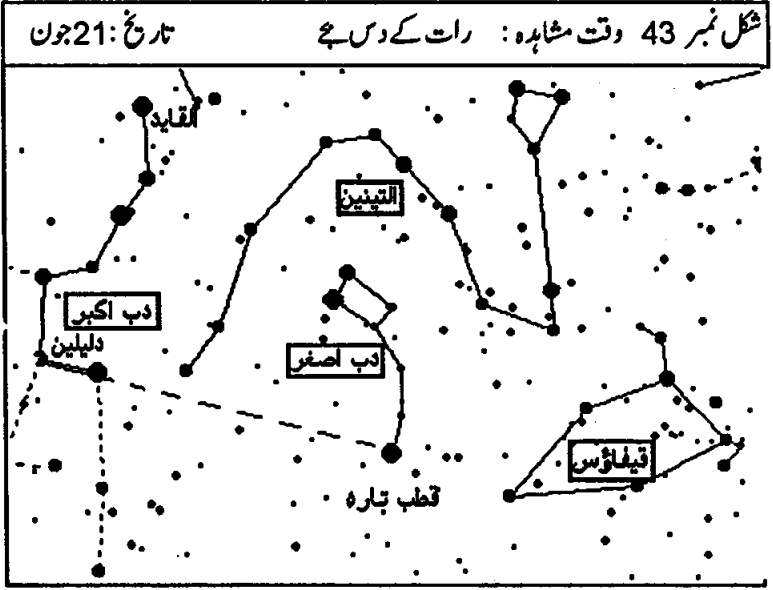 شکل نمبر 43 وقت مشاہدہ: رات کے دس بجے تاریخ: 21جون
القاید
التینین
دب اکبر
دلیلین
دب اصغر
قیفاؤس
قطب تارہ